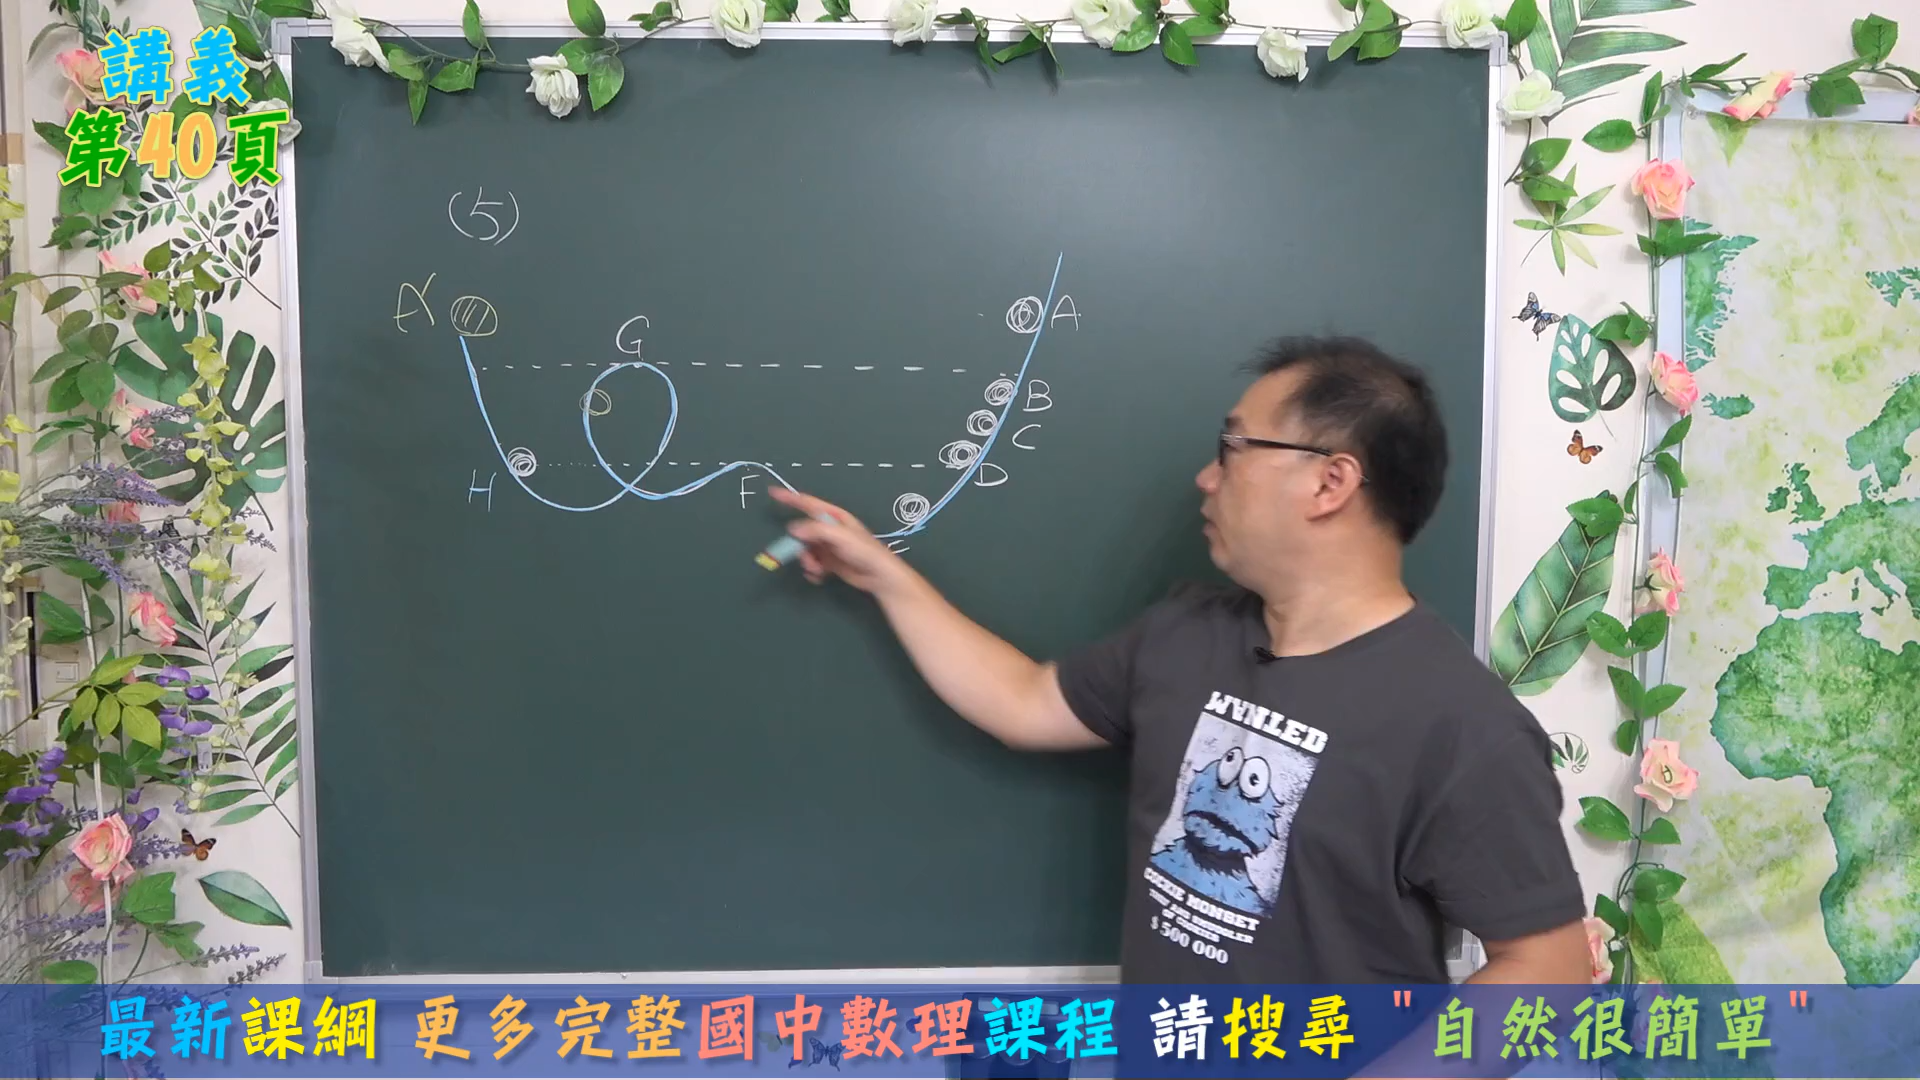 講義
第40頁
(5)
A'
G
A
B
C
H
F
D
E
WANTED
COOKIE MONSTER
$500 000
最新課綱 更多完整國中數理課程 請搜尋 "自然很簡單"